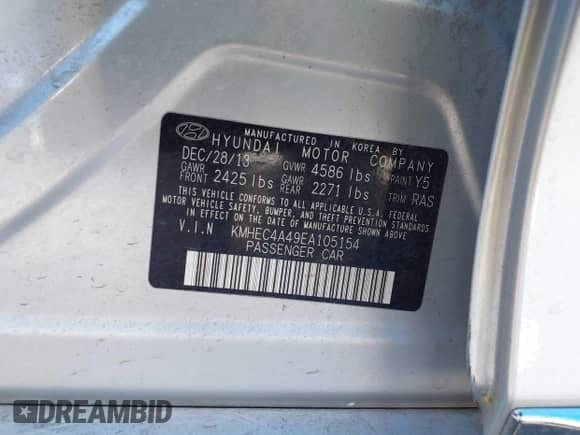 MANUFACTURED IN KOREA BY
HYUNDAI MOTOR COMPANY
DEC/28/13 GVWR 4586 lbs PAINT Y5
GAWR FRONT 2425 lbs GAWR REAR 2271 lbs TRIM RAS
THIS VEHICLE CONFORMS TO ALL APPLICABLE U.S.A. FEDERAL
MOTOR VEHICLE SAFETY, BUMPER, AND THEFT PREVENTION STANDARDS
IN EFFECT ON THE DATE OF MANUFACTURE SHOWN ABOVE.
V.I.N KMHEC4A49EA105154
PASSENGER CAR
DREAMBID